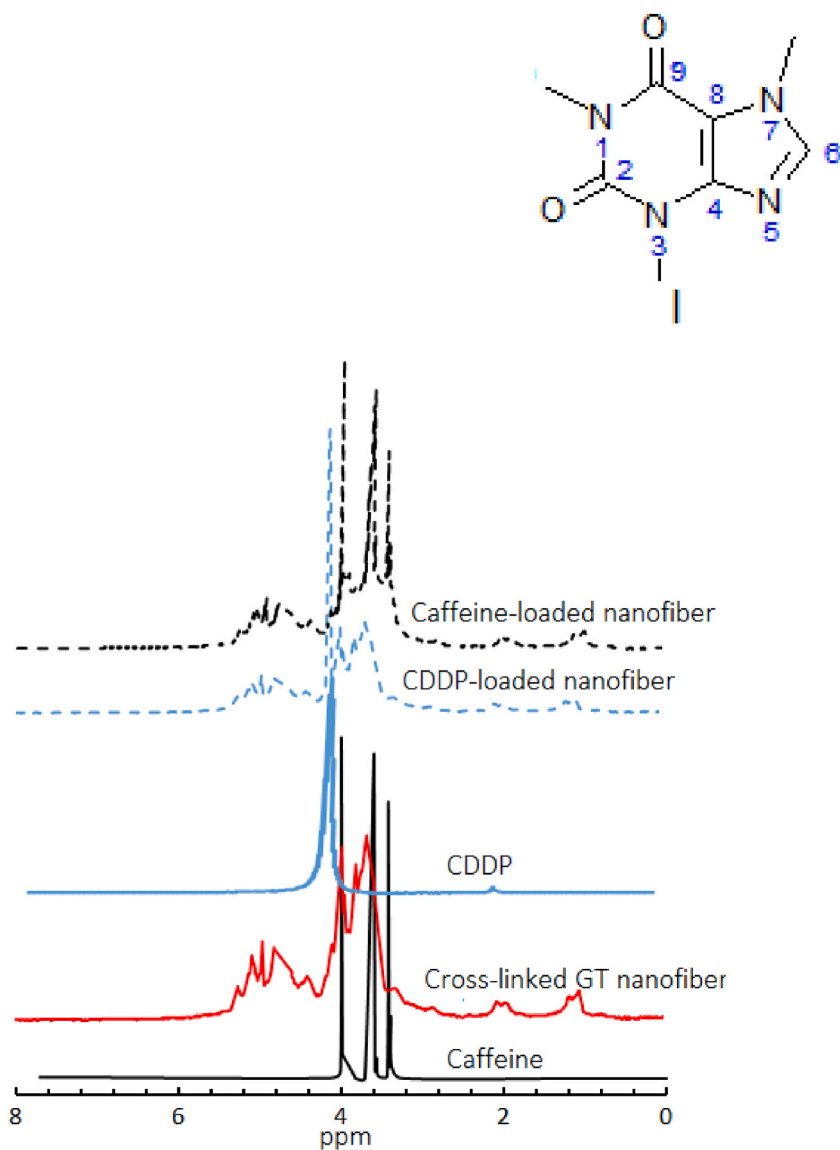 O
9
8
N
7
N
1
6
2
4
O
N
3
N
5
Caffeine-loaded nanofiber
CDDP-loaded nanofiber
CDDP
Cross-linked GT nanofiber
Caffeine
8 6 4 2 0
ppm